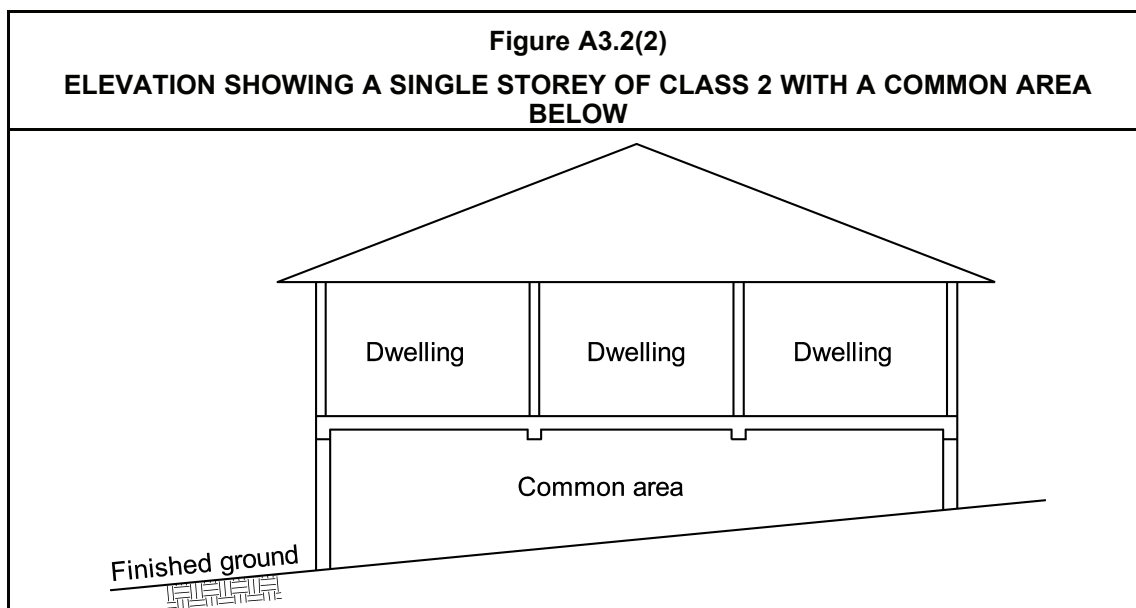 Figure A3.2(2)
ELEVATION SHOWING A SINGLE STOREY OF CLASS 2 WITH A COMMON AREA
BELOW
Dwelling Dwelling Dwelling
Common area
Finished ground